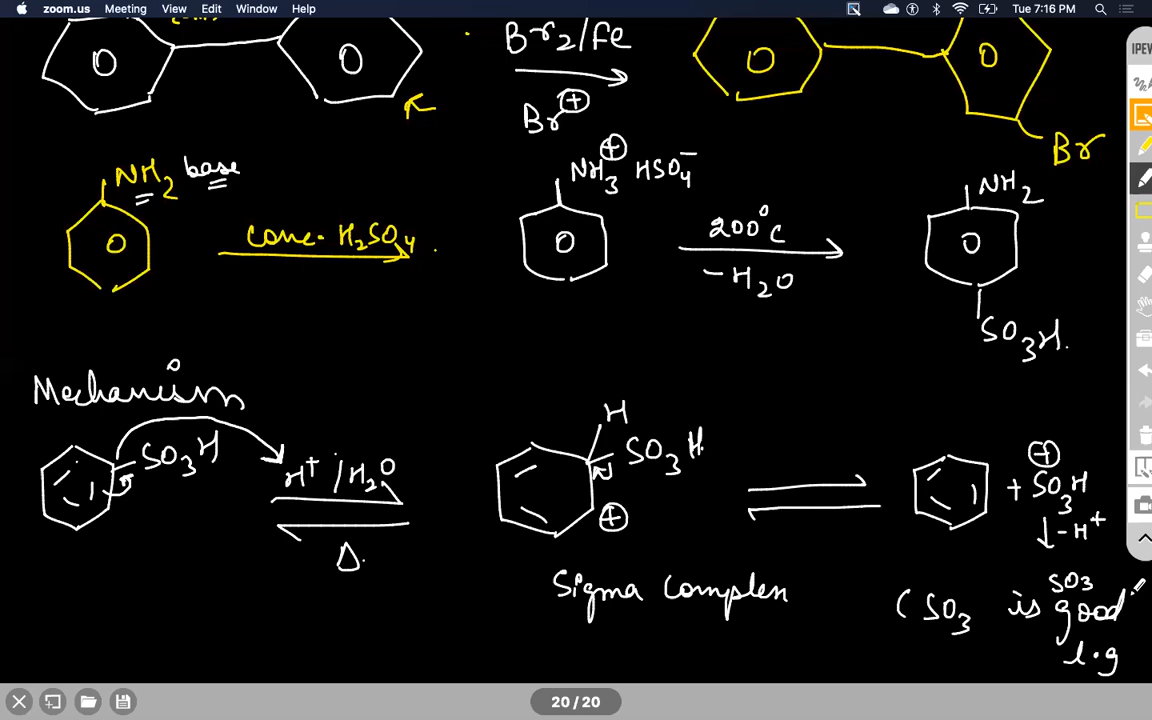 zoom.us Meeting View Edit Window Help Tue 7:16 PM
O O Br2/Fe O O
Br⊕
Br
IPEV
NH2 base NH3⊕ HSO4− NH2
O conc. H2SO4. O 200°C O
−H2O
SO3H.
Mechanism
SO3H H+/H2O H SO3H. + ⊕SO3H
Δ. ⊕ ↓−H+
SO3
Sigma complex (SO3 is good
l.g
20/20